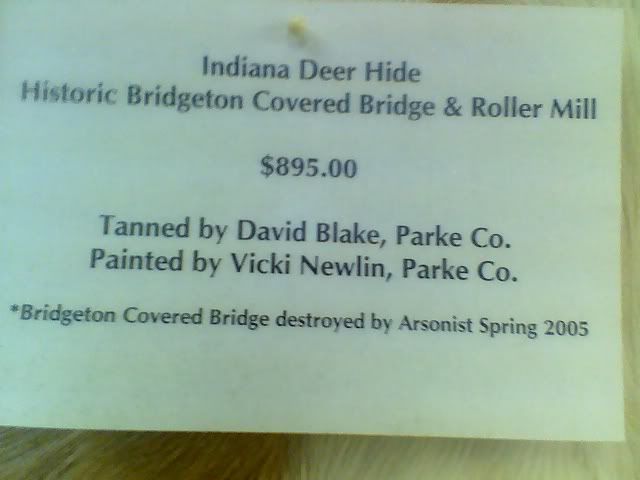 Indiana Deer Hide
Historic Bridgeton Covered Bridge & Roller Mill
$895.00
Tanned by David Blake, Parke Co.
Painted by Vicki Newlin, Parke Co.
*Bridgeton Covered Bridge destroyed by Arsonist Spring 2005